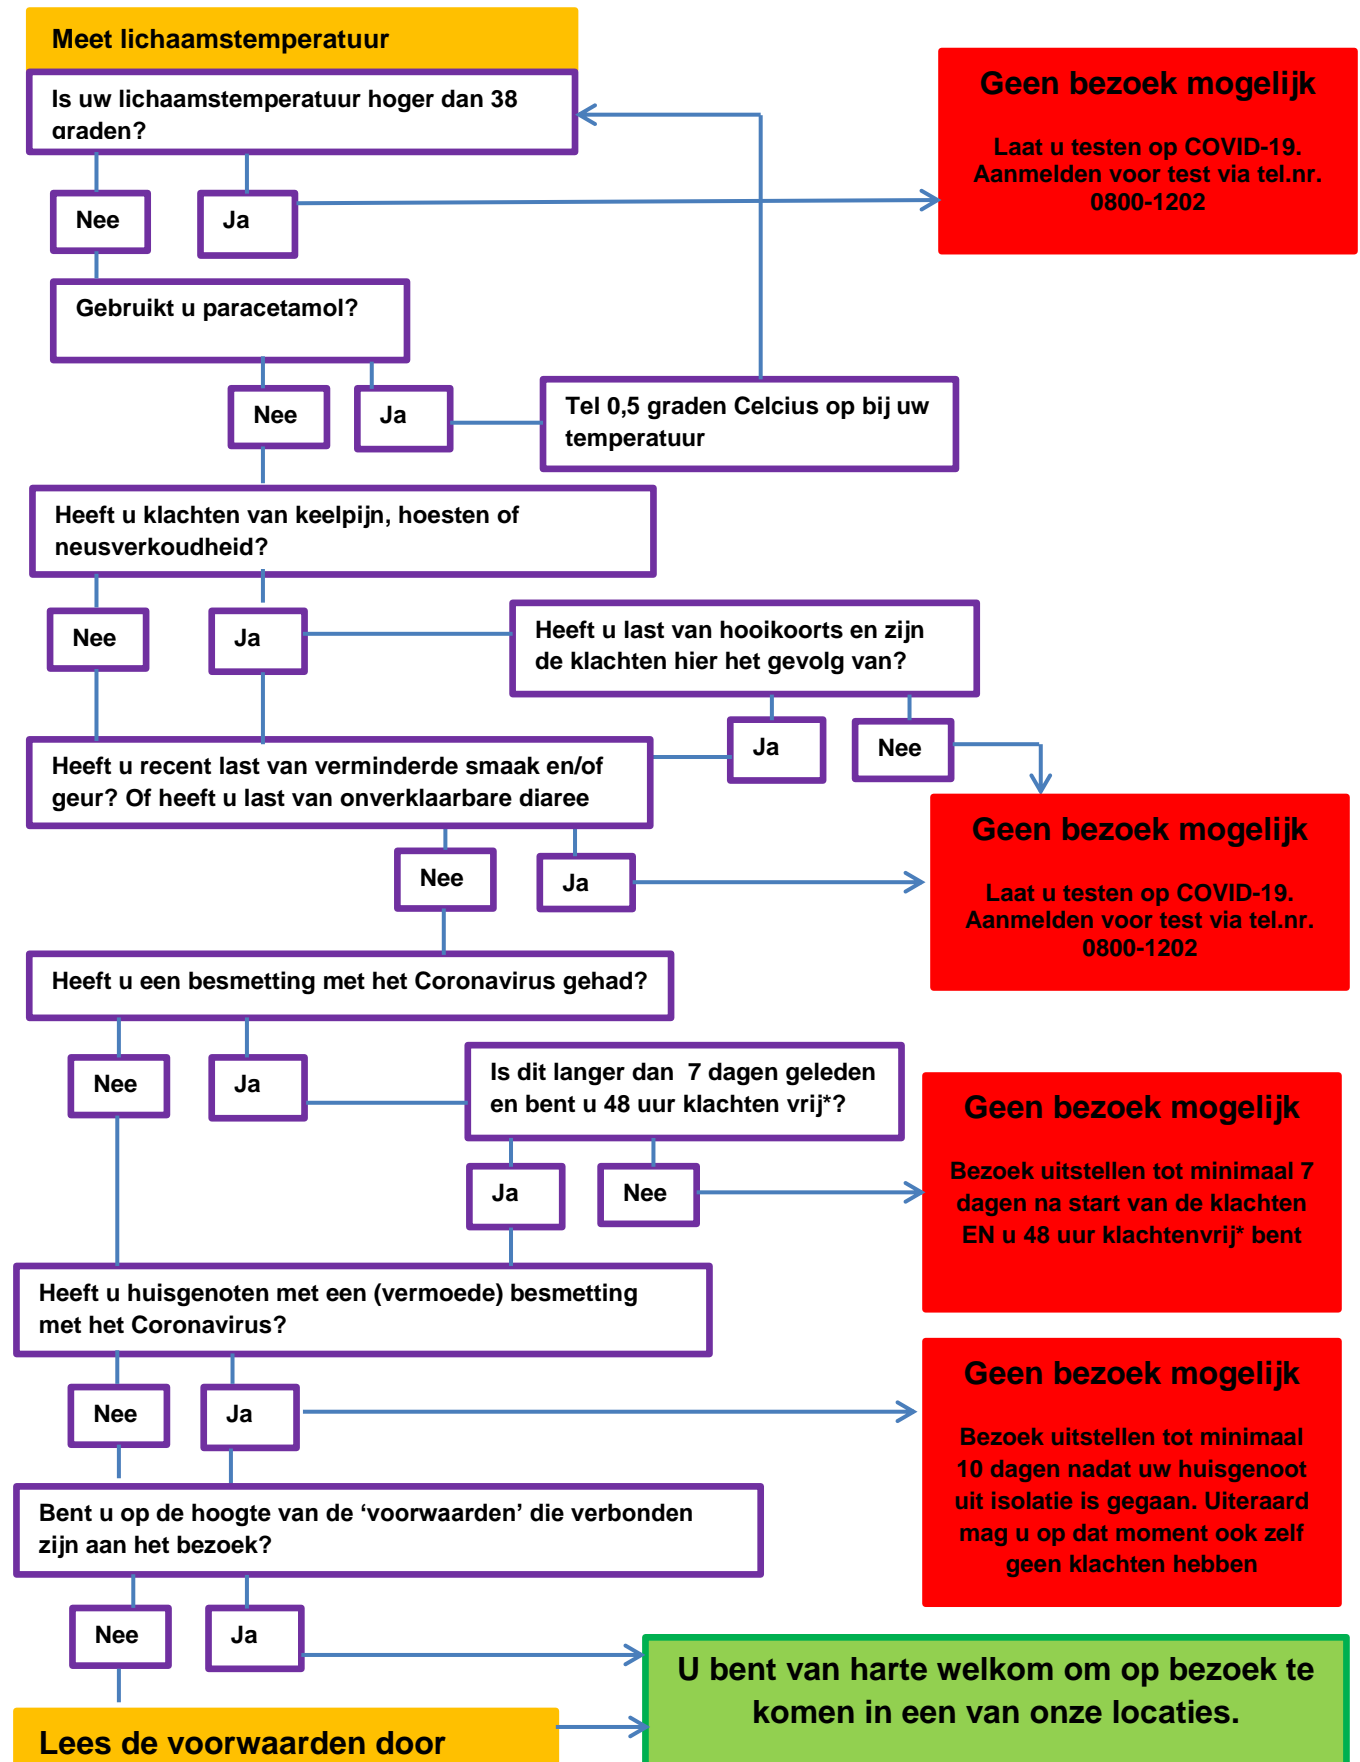 Meet lichaamstemperatuur
Is uw lichaamstemperatuur hoger dan 38
graden?
Geen bezoek mogelijk
Laat u testen op COVID-19.
Aanmelden voor test via tel.nr.
0800-1202
Nee
Ja
Gebruikt u paracetamol?
Nee
Ja
Tel 0,5 graden Celcius op bij uw
temperatuur
Heeft u klachten van keelpijn, hoesten of
neusverkoudheid?
Nee
Ja
Heeft u last van hooikoorts en zijn
de klachten hier het gevolg van?
Ja
Nee
Heeft u recent last van verminderde smaak en/of
geur? Of heeft u last van onverklaarbare diaree
Geen bezoek mogelijk
Laat u testen op COVID-19.
Aanmelden voor test via tel.nr.
0800-1202
Nee
Ja
Heeft u een besmetting met het Coronavirus gehad?
Nee
Ja
Is dit langer dan 7 dagen geleden
en bent u 48 uur klachten vrij*?
Ja
Nee
Geen bezoek mogelijk
Bezoek uitstellen tot minimaal 7
dagen na start van de klachten
EN u 48 uur klachtenvrij* bent
Heeft u huisgenoten met een (vermoede) besmetting
met het Coronavirus?
Nee
Ja
Geen bezoek mogelijk
Bezoek uitstellen tot minimaal
10 dagen nadat uw huisgenoot
uit isolatie is gegaan. Uiteraard
mag u op dat moment ook zelf
geen klachten hebben
Bent u op de hoogte van de ‘voorwaarden’ die verbonden
zijn aan het bezoek?
Nee
Ja
U bent van harte welkom om op bezoek te
komen in een van onze locaties.
Lees de voorwaarden door